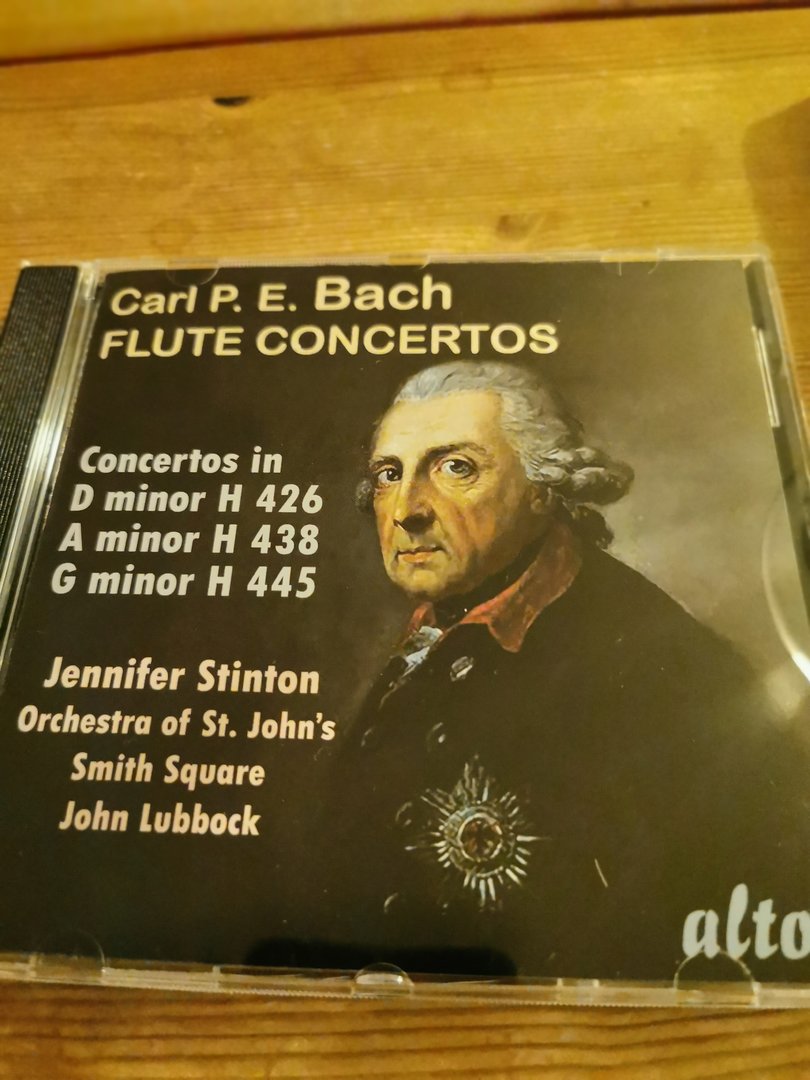 Carl P. E. Bach
FLUTE CONCERTOS
Concertos in
D minor H 426
A minor H 438
G minor H 445
Jennifer Stinton
Orchestra of St. John's
Smith Square
John Lubbock
alto